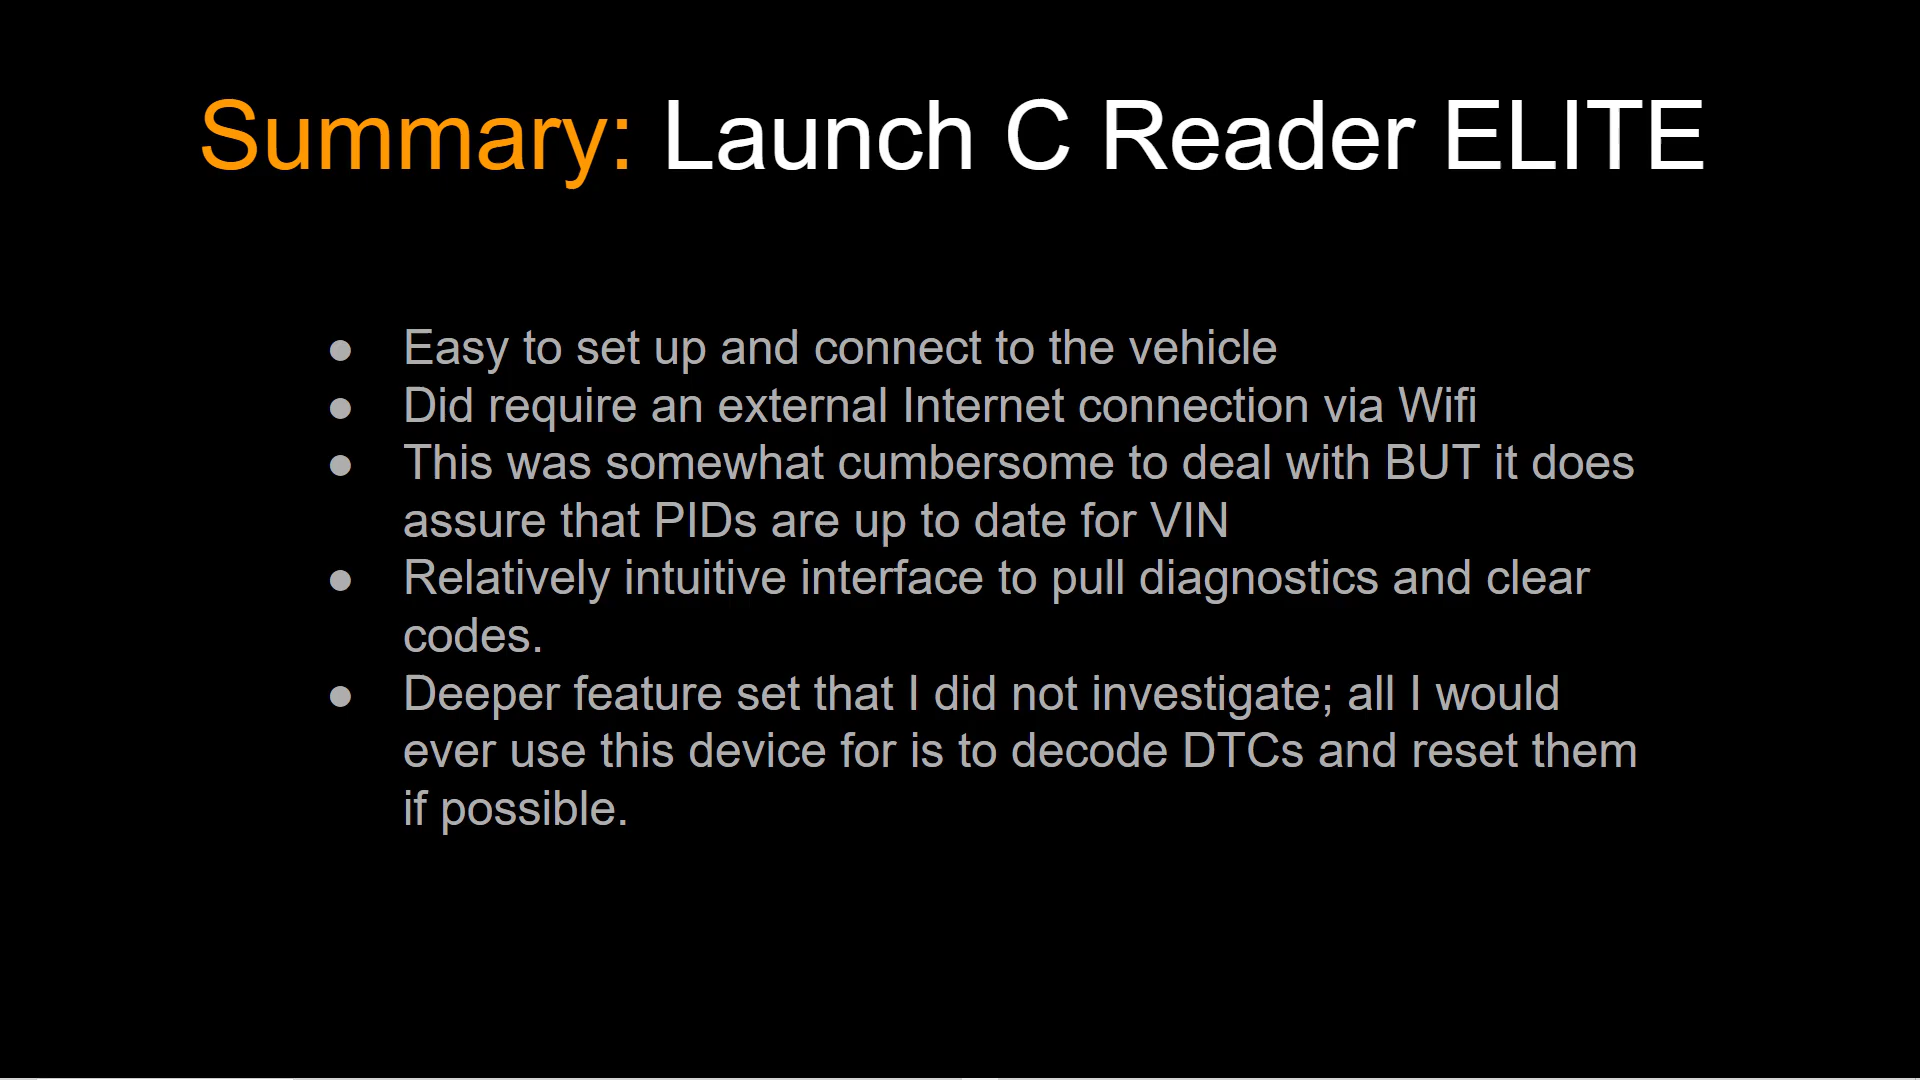 Summary: Launch C Reader ELITE
● Easy to set up and connect to the vehicle
● Did require an external Internet connection via Wifi
● This was somewhat cumbersome to deal with BUT it does
assure that PIDs are up to date for VIN
● Relatively intuitive interface to pull diagnostics and clear
codes.
● Deeper feature set that I did not investigate; all I would
ever use this device for is to decode DTCs and reset them
if possible.